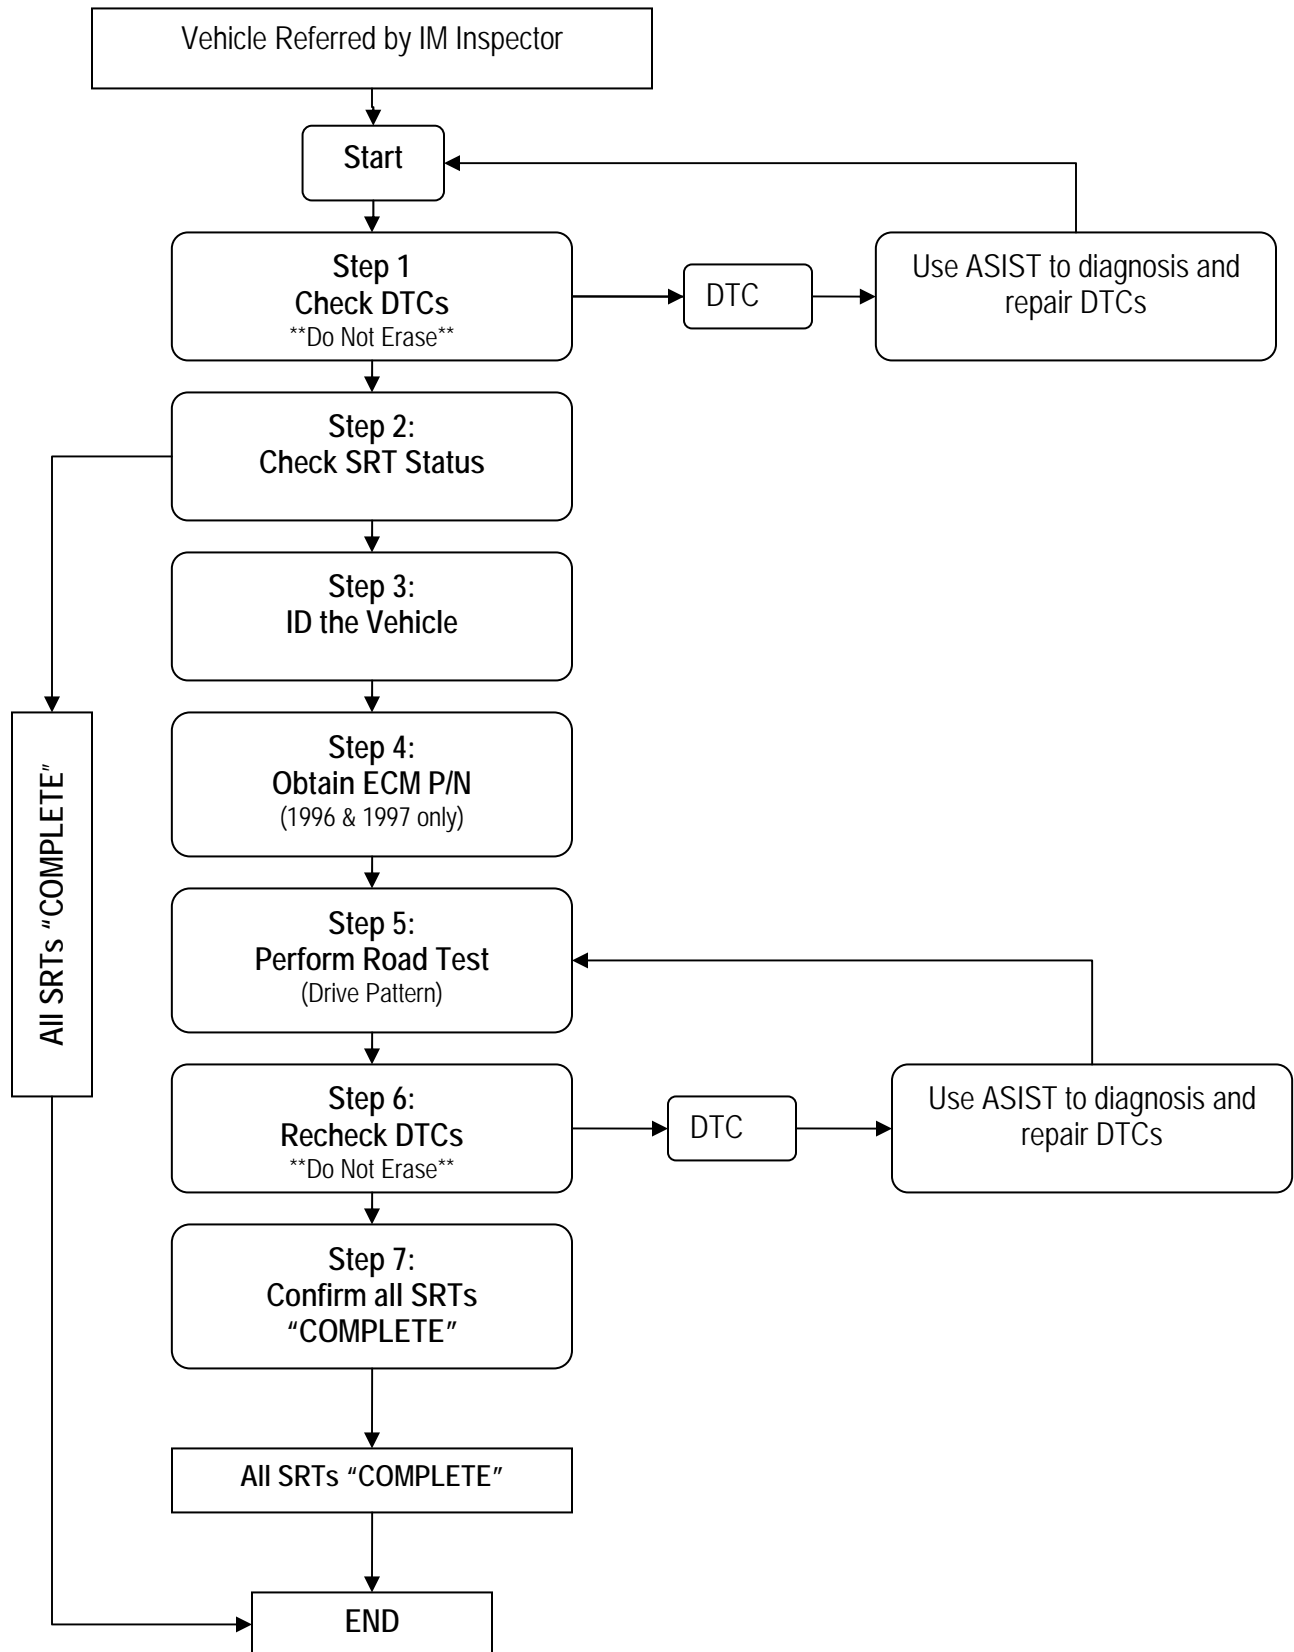 Vehicle Referred by IM Inspector
Start
Step 1
Check DTCs
**Do Not Erase**
DTC
Use ASIST to diagnosis and
repair DTCs
Step 2:
Check SRT Status
Step 3:
ID the Vehicle
All SRTs “COMPLETE”
Step 4:
Obtain ECM P/N
(1996 & 1997 only)
Step 5:
Perform Road Test
(Drive Pattern)
Step 6:
Recheck DTCs
**Do Not Erase**
DTC
Use ASIST to diagnosis and
repair DTCs
Step 7:
Confirm all SRTs
“COMPLETE”
All SRTs “COMPLETE”
END